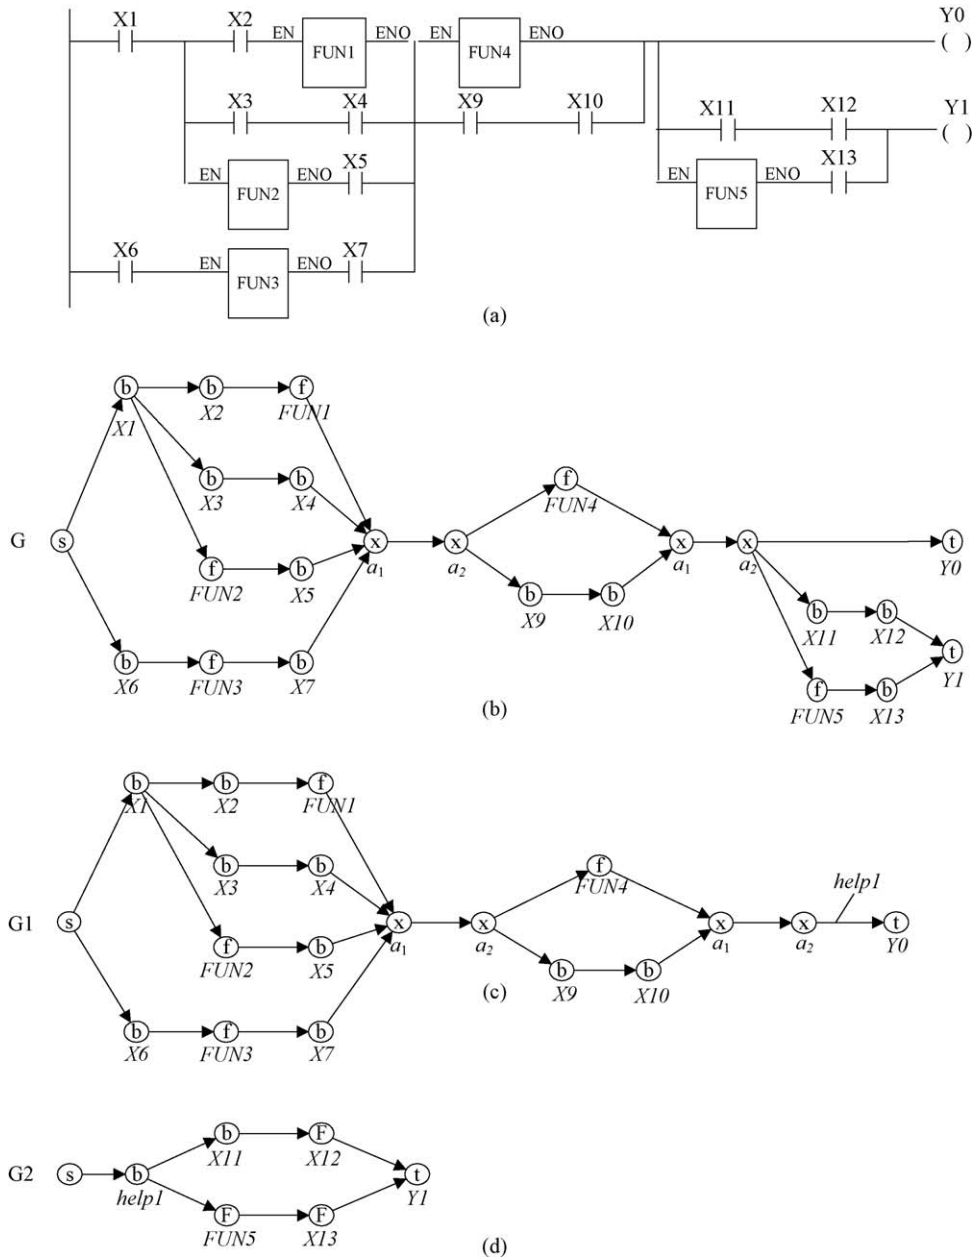 X1 X2 EN FUN1 ENO EN FUN4 ENO Y0
( )
X3 X4 X9 X10 X11 X12 Y1
( )
EN FUN2 ENO X5 EN FUN5 ENO X13
X6 EN FUN3 ENO X7
(a)
b b f
X1 X2 FUN1
b b f
X3 X4 FUN4
G s x x x x t
a1 a2 a1 a2 Y0
f b b b b b
FUN2 X5 X9 X10 X11 X12
t
Y1
b f b f b
X6 FUN3 X7 FUN5 X13
(b)
b b f
X1 X2 FUN1
b b f
X3 X4 FUN4 help1
G1 s x x x x t
a1 a2 a1 a2 Y0
f b b b
FUN2 X5 X9 X10
(c)
b f b
X6 FUN3 X7
b F
X11 X12
G2 s b t
help1 Y1
F F
FUN5 X13
(d)